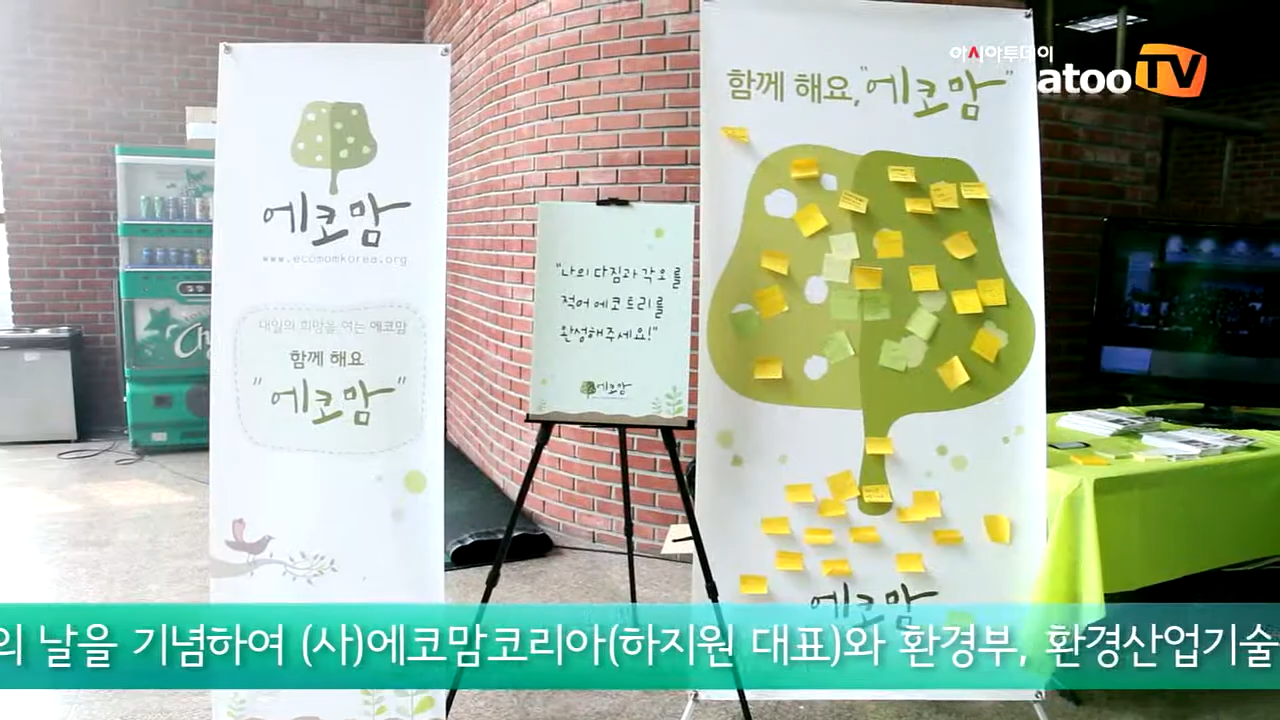 아시아투데이
atooTV
에코맘
www.ecomomkorea.org
내일의 희망을 여는 에코맘
함께 해요
"에코맘"
"나의 다짐과 각오를
적어 에코트리를
완성해주세요!"
에코맘
함께 해요, "에코맘"
에코맘
의 날을 기념하여 (사)에코맘코리아(하지원 대표)와 환경부, 환경산업기술